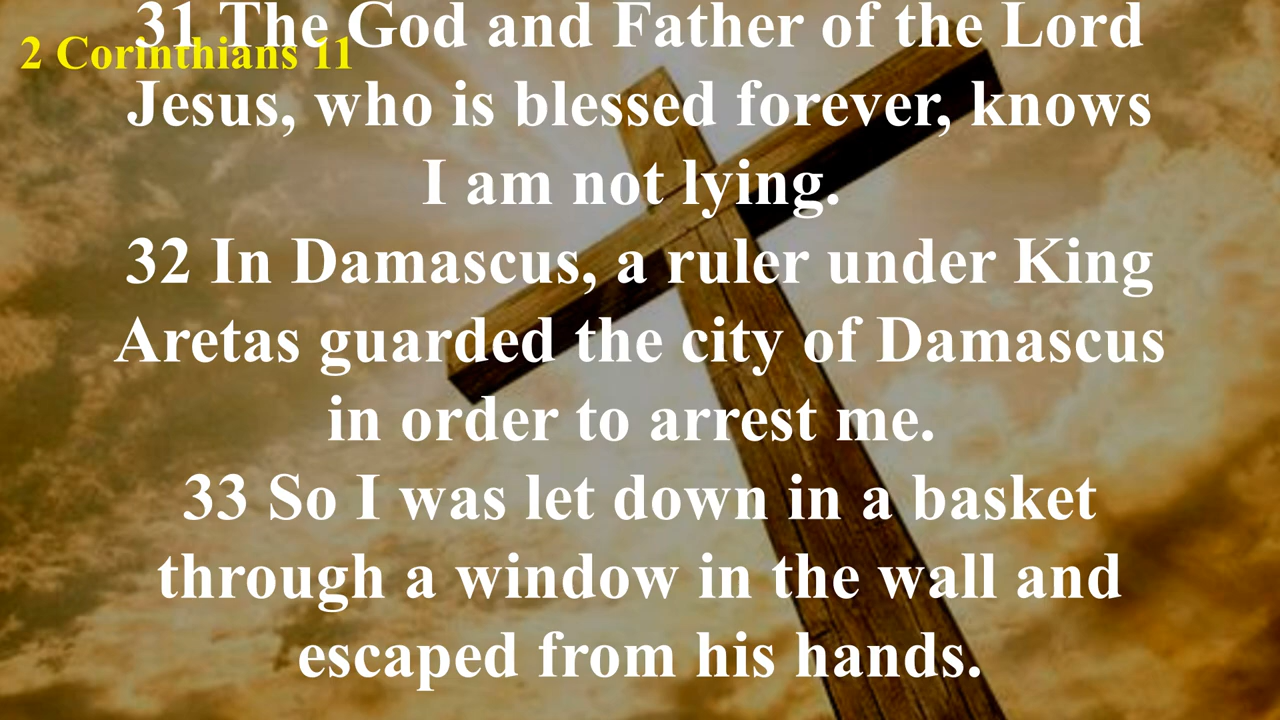 2 Corinthians 11
31 The God and Father of the Lord
Jesus, who is blessed forever, knows
I am not lying.
32 In Damascus, a ruler under King
Aretas guarded the city of Damascus
in order to arrest me.
33 So I was let down in a basket
through a window in the wall and
escaped from his hands.